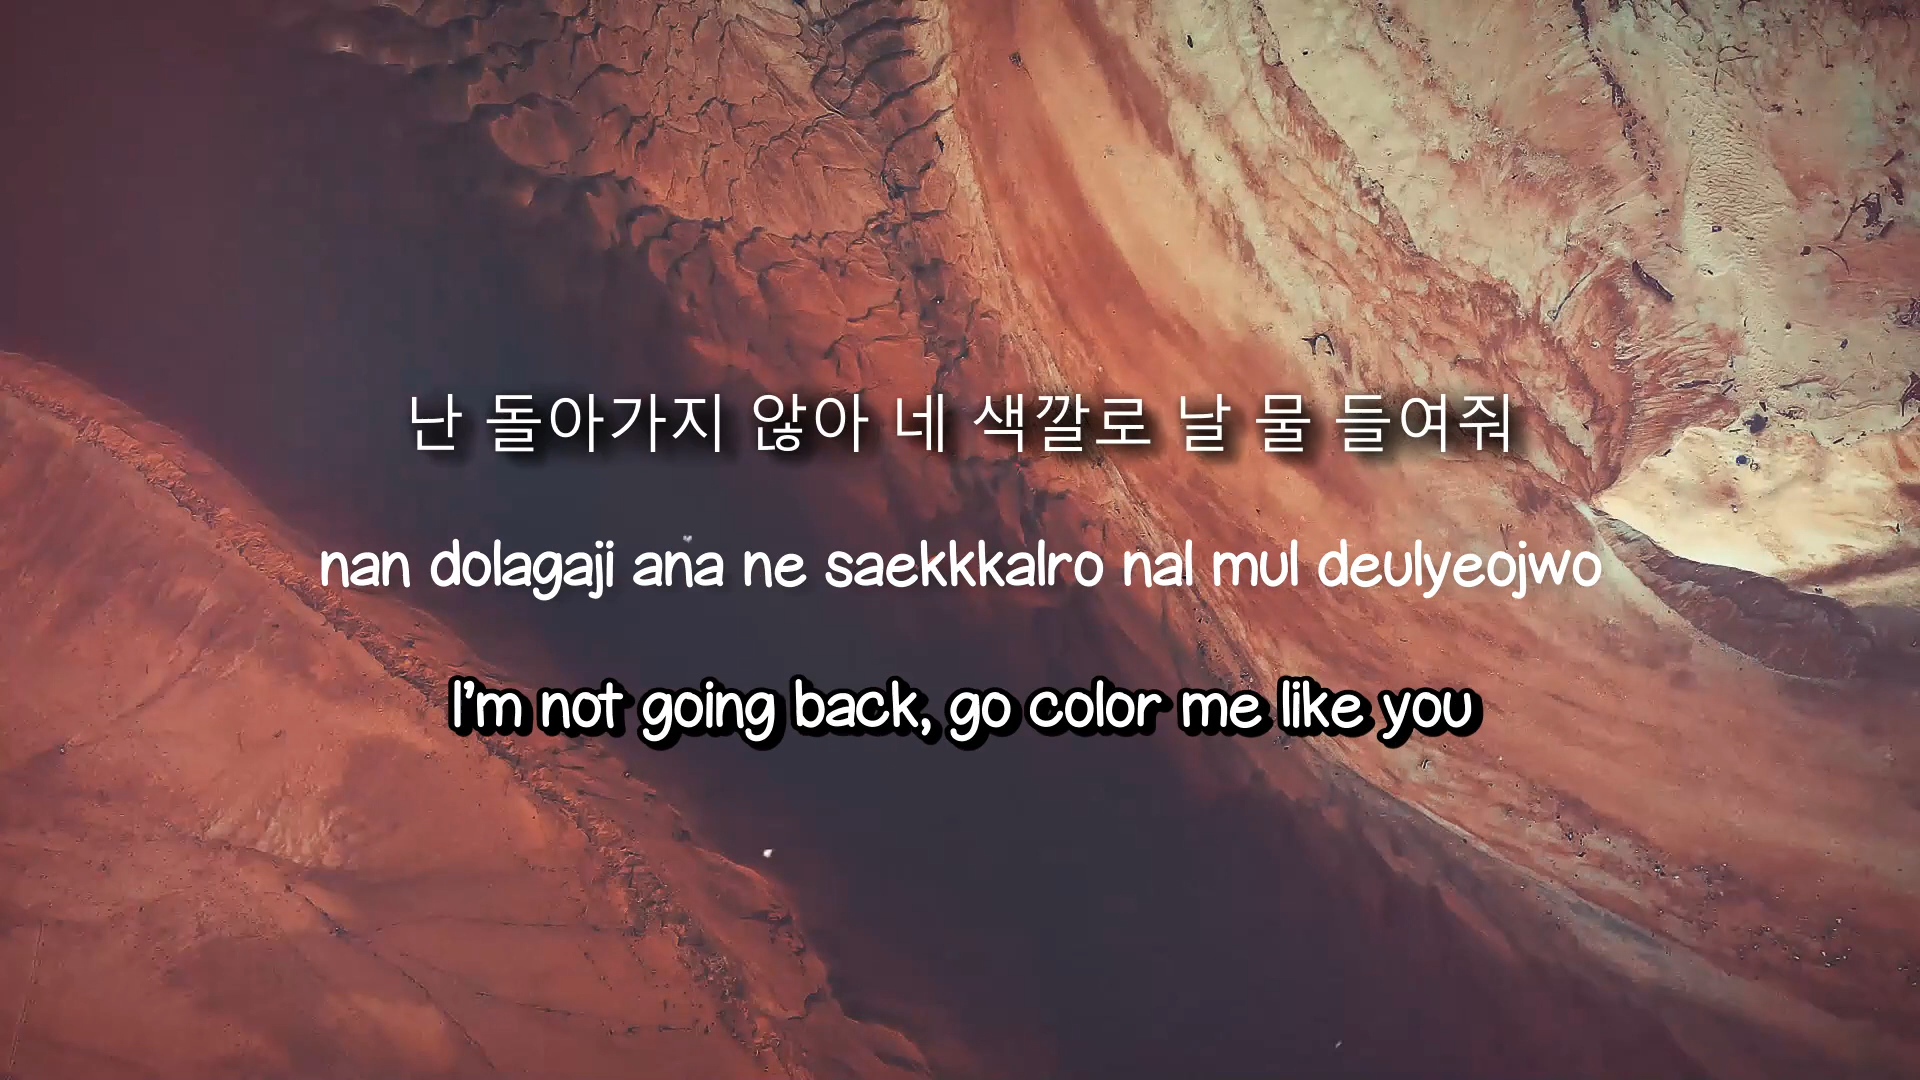 난 돌아가지 않아 네 색깔로 날 물 들여줘
nan dolagaji ana ne saekkkalro nal mul deulyeojwo
I'm not going back, go color me like you